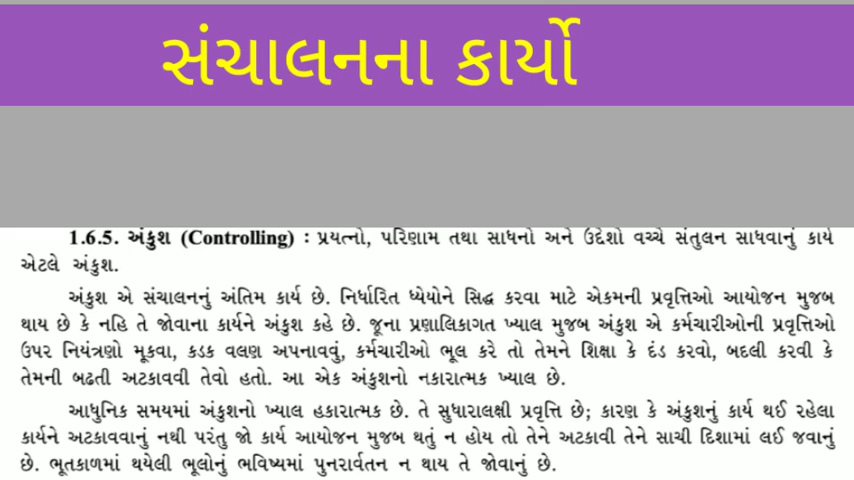 સંચાલનના કાર્યો
1.6.5. અંકુશ (Controlling) : પ્રયત્નો, પરિણામ તથા સાધનો અને ઉદ્દેશો વચ્ચે સંતુલન સાધવાનું કાર્ય
એટલે અંકુશ.
અંકુશ એ સંચાલનનું અંતિમ કાર્ય છે. નિર્ધારિત ધ્યેયોને સિદ્ધ કરવા માટે એકમની પ્રવૃત્તિઓ આયોજન મુજબ
થાય છે કે નહિ તે જોવાના કાર્યને અંકુશ કહે છે. જૂના પ્રણાલિકાગત ખ્યાલ મુજબ અંકુશ એ કર્મચારીઓની પ્રવૃત્તિઓ
ઉપર નિયંત્રણો મૂકવા, કડક વલણ અપનાવવું, કર્મચારીઓ ભૂલ કરે તો તેમને શિક્ષા કે દંડ કરવો, બદલી કરવી કે
તેમની બઢતી અટકાવવી તેવો હતો. આ એક અંકુશનો નકારાત્મક ખ્યાલ છે.
આધુનિક સમયમાં અંકુશનો ખ્યાલ હકારાત્મક છે. તે સુધારાલક્ષી પ્રવૃત્તિ છે; કારણ કે અંકુશનું કાર્ય થઈ રહેલા
કાર્યને અટકાવવાનું નથી પરંતુ જો કાર્ય આયોજન મુજબ થતું ન હોય તો તેને અટકાવી તેને સાચી દિશામાં લઈ જવાનું
છે. ભૂતકાળમાં થયેલી ભૂલોનું ભવિષ્યમાં પુનરાવર્તન ન થાય તે જોવાનું છે.